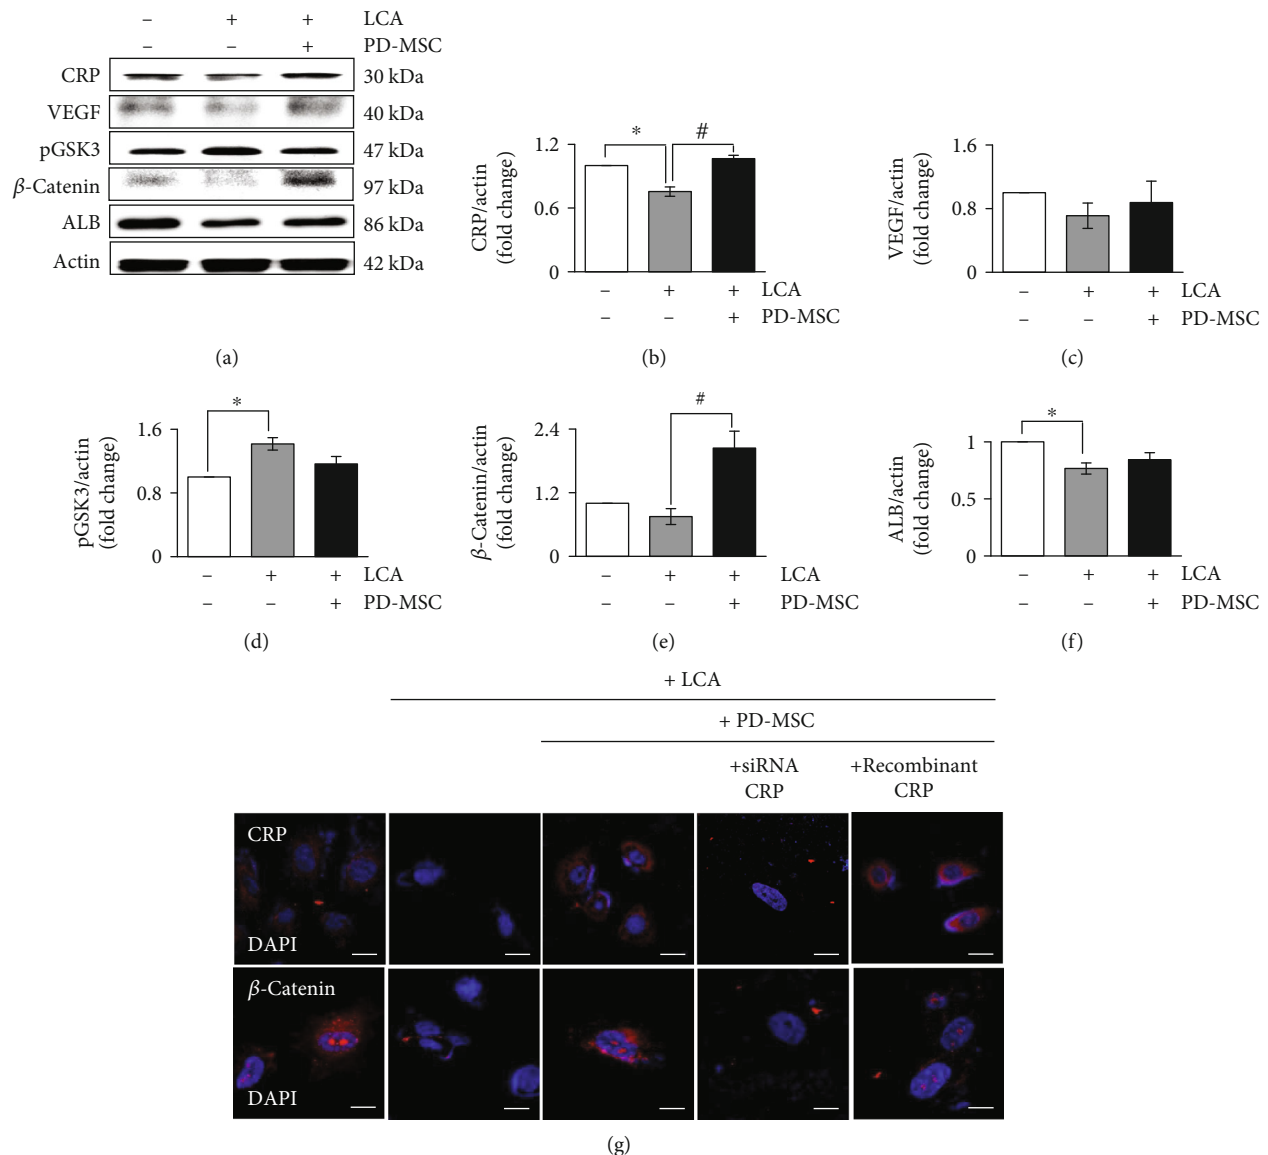 – + + LCA
– – + PD-MSC
CRP 30 kDa
VEGF 40 kDa
pGSK3 47 kDa
β-Catenin 97 kDa
ALB 86 kDa
Actin 42 kDa
(a)
CRP/actin
(fold change)
1.2
0.6
0
* #
– + + LCA
– – + PD-MSC
(b)
VEGF/actin
(fold change)
1.6
0.8
0
– + + LCA
– – + PD-MSC
(c)
pGSK3/actin
(fold change)
1.6
0.8
0
*
– + + LCA
– – + PD-MSC
(d)
β-Catenin/actin
(fold change)
2.4
1.2
0
#
– + + LCA
– – + PD-MSC
(e)
ALB/actin
(fold change)
1
0.5
0
*
– + + LCA
– – + PD-MSC
(f)
+ LCA
+ PD-MSC
+siRNA
CRP
+Recombinant
CRP
CRP
DAPI
β-Catenin
DAPI
(g)